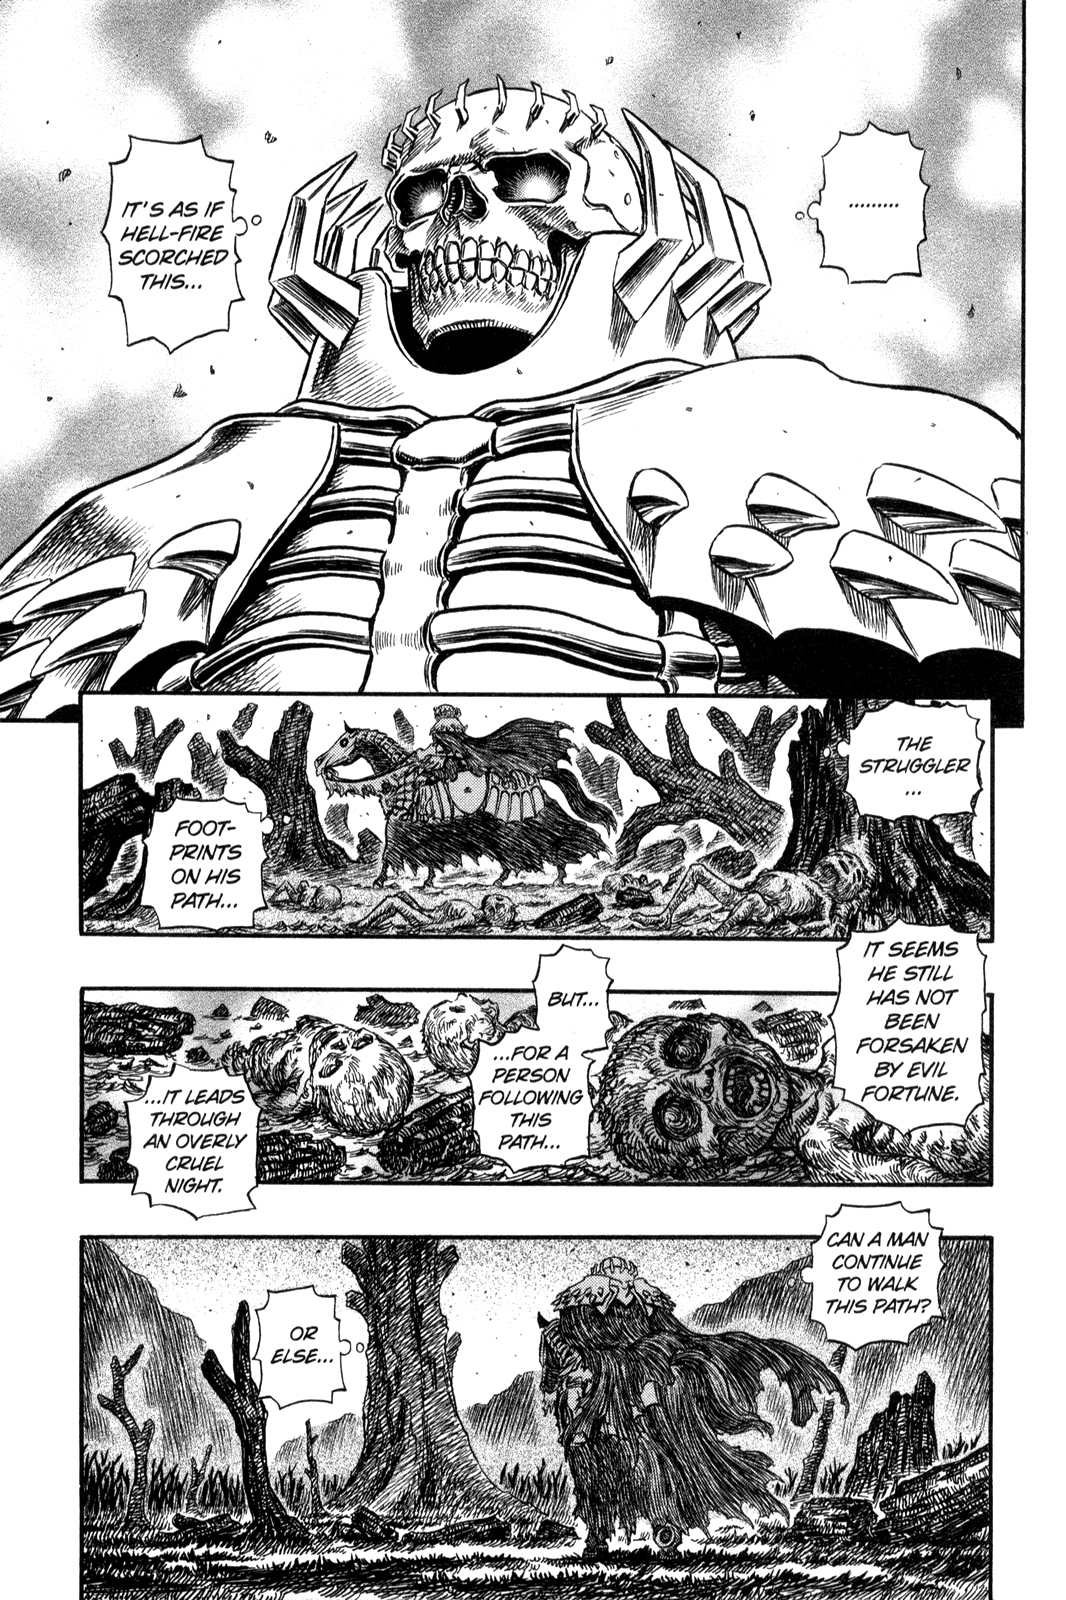 .........
IT'S AS IF
HELL-FIRE
SCORCHED
THIS...
THE
STRUGGLER
...
FOOT-
PRINTS
ON HIS
PATH...
IT SEEMS
HE STILL
HAS NOT
BEEN
FORSAKEN
BY EVIL
FORTUNE.
BUT...
...FOR A
PERSON
FOLLOWING
THIS
PATH...
...IT LEADS
THROUGH
AN OVERLY
CRUEL
NIGHT.
CAN A MAN
CONTINUE
TO WALK
THIS PATH?
OR
ELSE...